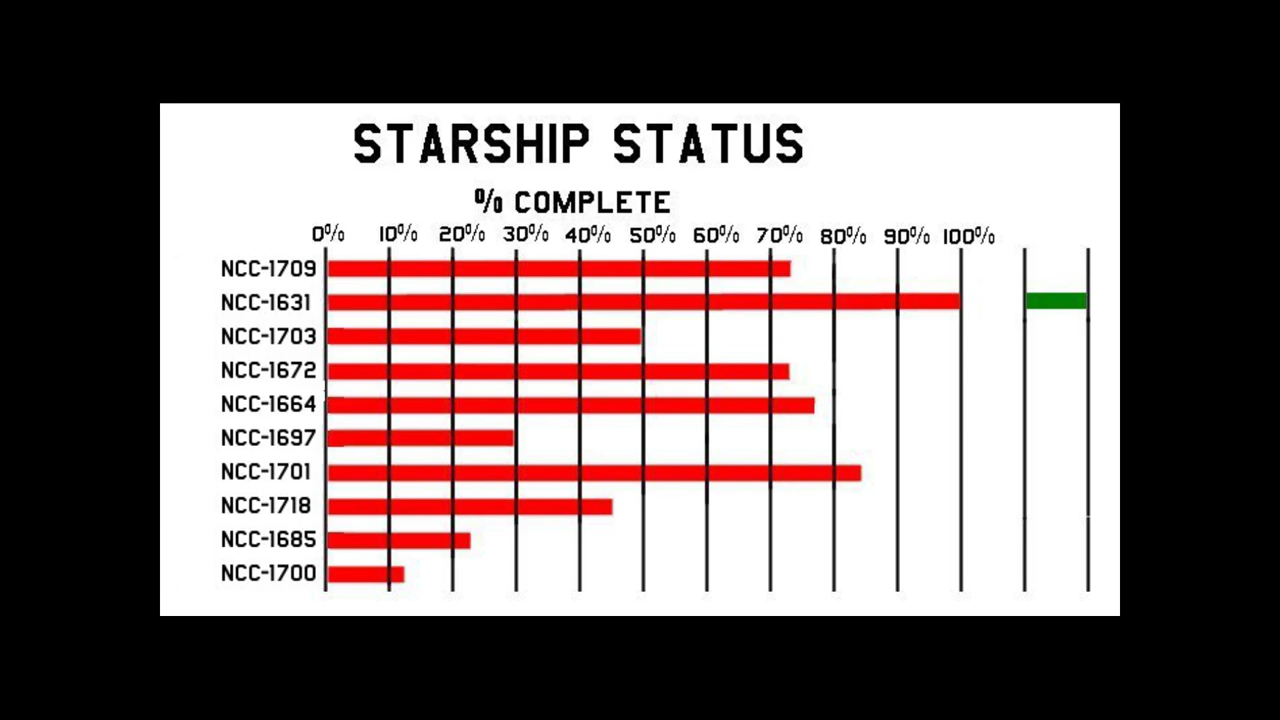 STARSHIP STATUS
% COMPLETE
0% 10% 20% 30% 40% 50% 60% 70% 80% 90% 100%
NCC-1709
NCC-1631
NCC-1703
NCC-1672
NCC-1664
NCC-1697
NCC-1701
NCC-1718
NCC-1685
NCC-1700